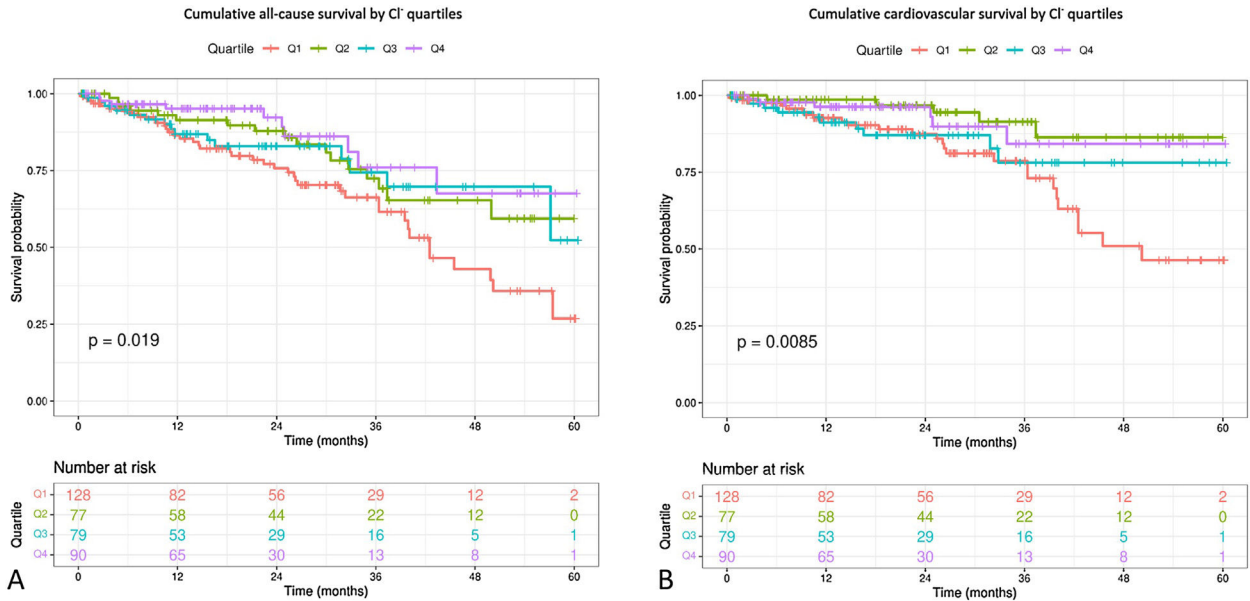 Cumulative all-cause survival by Cl⁻ quartiles
Quartile Q1 Q2 Q3 Q4
Survival probability
1.00
0.75
0.50
0.25
0.00
p = 0.019
0 12 24 36 48 60
Time (months)
Number at risk
Quartile
Q1 128 82 56 29 12 2
Q2 77 58 44 22 12 0
Q3 79 53 29 16 5 1
Q4 90 65 30 13 8 1
0 12 24 36 48 60
Time (months)
A
Cumulative cardiovascular survival by Cl⁻ quartiles
Quartile Q1 Q2 Q3 Q4
Survival probability
1.00
0.75
0.50
0.25
0.00
p = 0.0085
0 12 24 36 48 60
Time (months)
Number at risk
Quartile
Q1 128 82 56 29 12 2
Q2 77 58 44 22 12 0
Q3 79 53 29 16 5 1
Q4 90 65 30 13 8 1
0 12 24 36 48 60
Time (months)
B